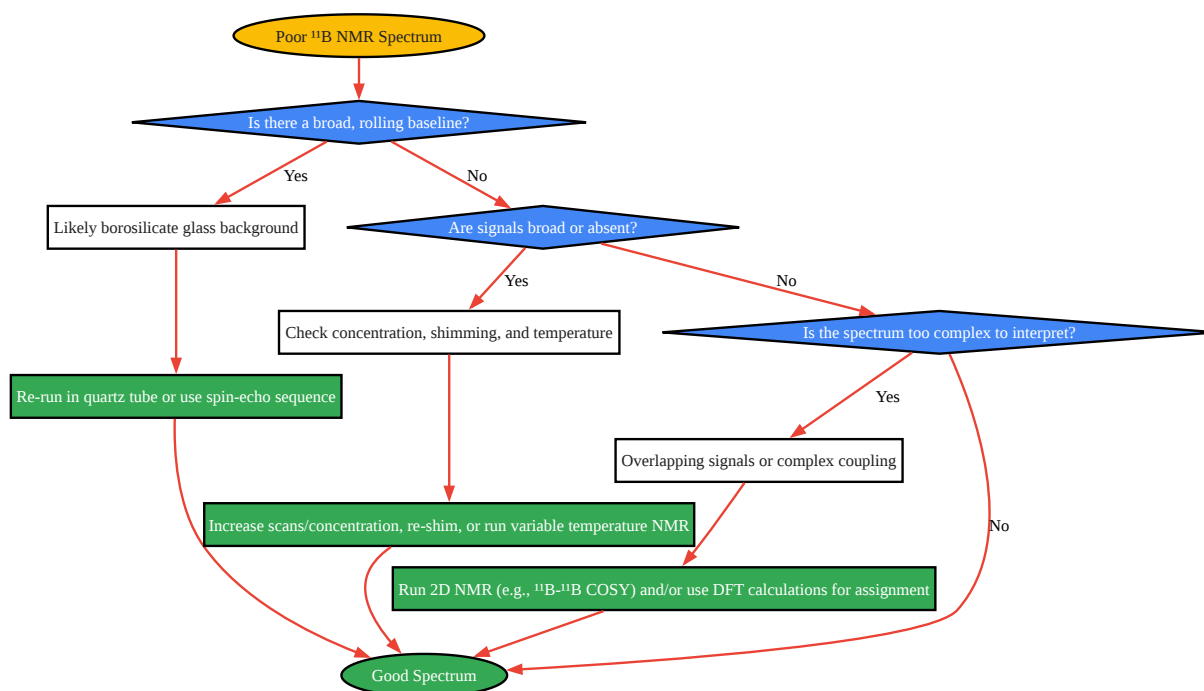 Poor ¹¹B NMR Spectrum
Is there a broad, rolling baseline?
Yes
No
Likely borosilicate glass background
Are signals broad or absent?
Yes
No
Check concentration, shimming, and temperature
Is the spectrum too complex to interpret?
Re-run in quartz tube or use spin-echo sequence
Yes
Overlapping signals or complex coupling
Increase scans/concentration, re-shim, or run variable temperature NMR
No
Run 2D NMR (e.g., ¹¹B-¹¹B COSY) and/or use DFT calculations for assignment
Good Spectrum